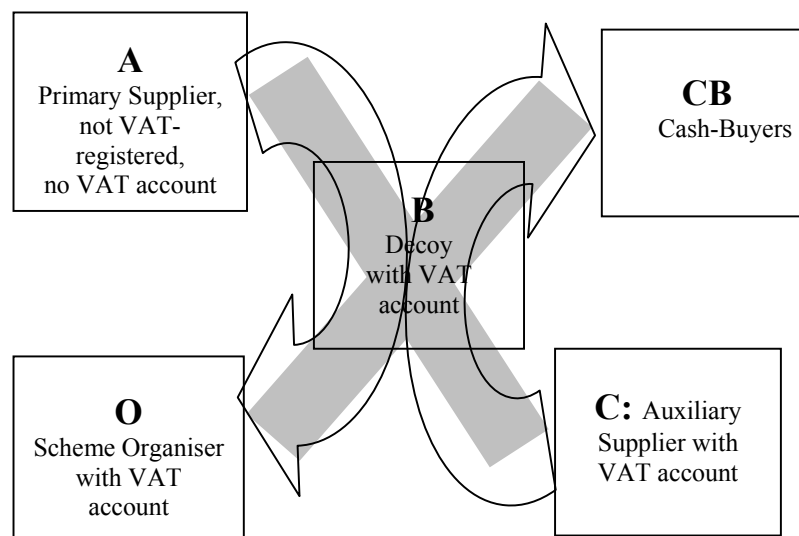 A
Primary Supplier,
not VAT-
registered,
no VAT account
CB
Cash-Buyers
B
Decoy
with VAT
account
O
Scheme Organiser
with VAT
account
C: Auxiliary
Supplier with
VAT account